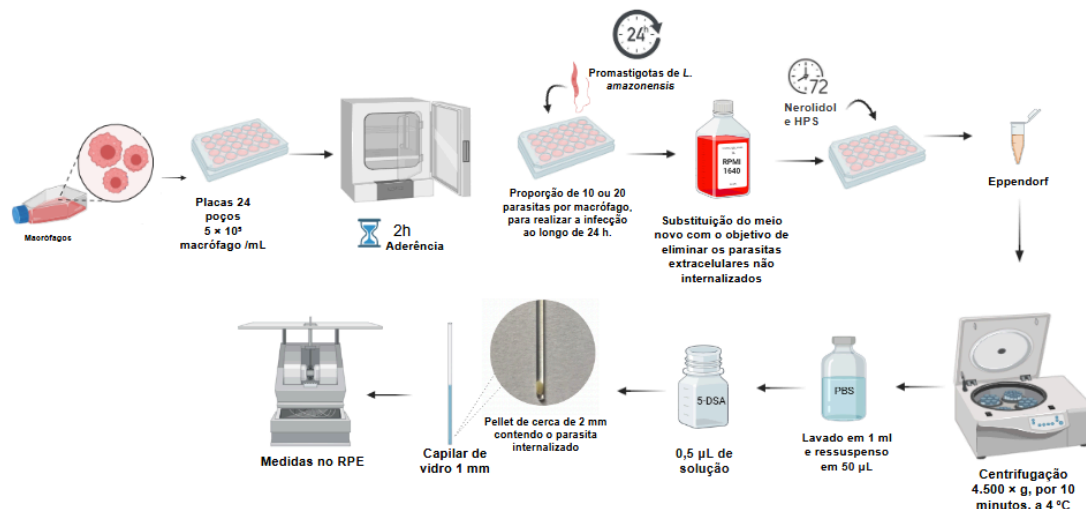 Macrófagos
Placas 24
poços
5 × 10⁵
macrófago /mL
2h
Aderência
24h
Promastigotas de L.
amazonensis
Proporção de 10 ou 20
parasitas por macrófago,
para realizar a infecção
ao longo de 24 h.
RPMI
1640
Substituição do meio
novo com o objetivo de
eliminar os parasitas
extracelulares não
internalizados
72
Nerolidol
e HPS
Eppendorf
Centrifugação
4.500 × g, por 10
minutos, a 4 ºC
PBS
Lavado em 1 ml
e ressuspenso
em 50 µL
5-DSA
0,5 µL de
solução
Pellet de cerca de 2 mm
contendo o parasita
internalizado
Capilar de
vidro 1 mm
Medidas no RPE